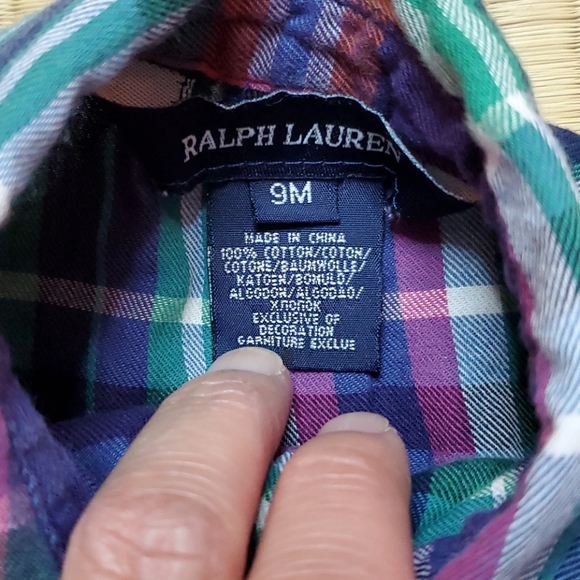 RALPH LAUREN
9M
MADE IN CHINA
100% COTTON/COTON/
COTONE/BAUMWOLLE/
KATOEN/BOMULD/
ALGODON/ALGODAO/
ХЛОПОК
EXCLUSIVE OF
DECORATION
GARNITURE EXCLUE